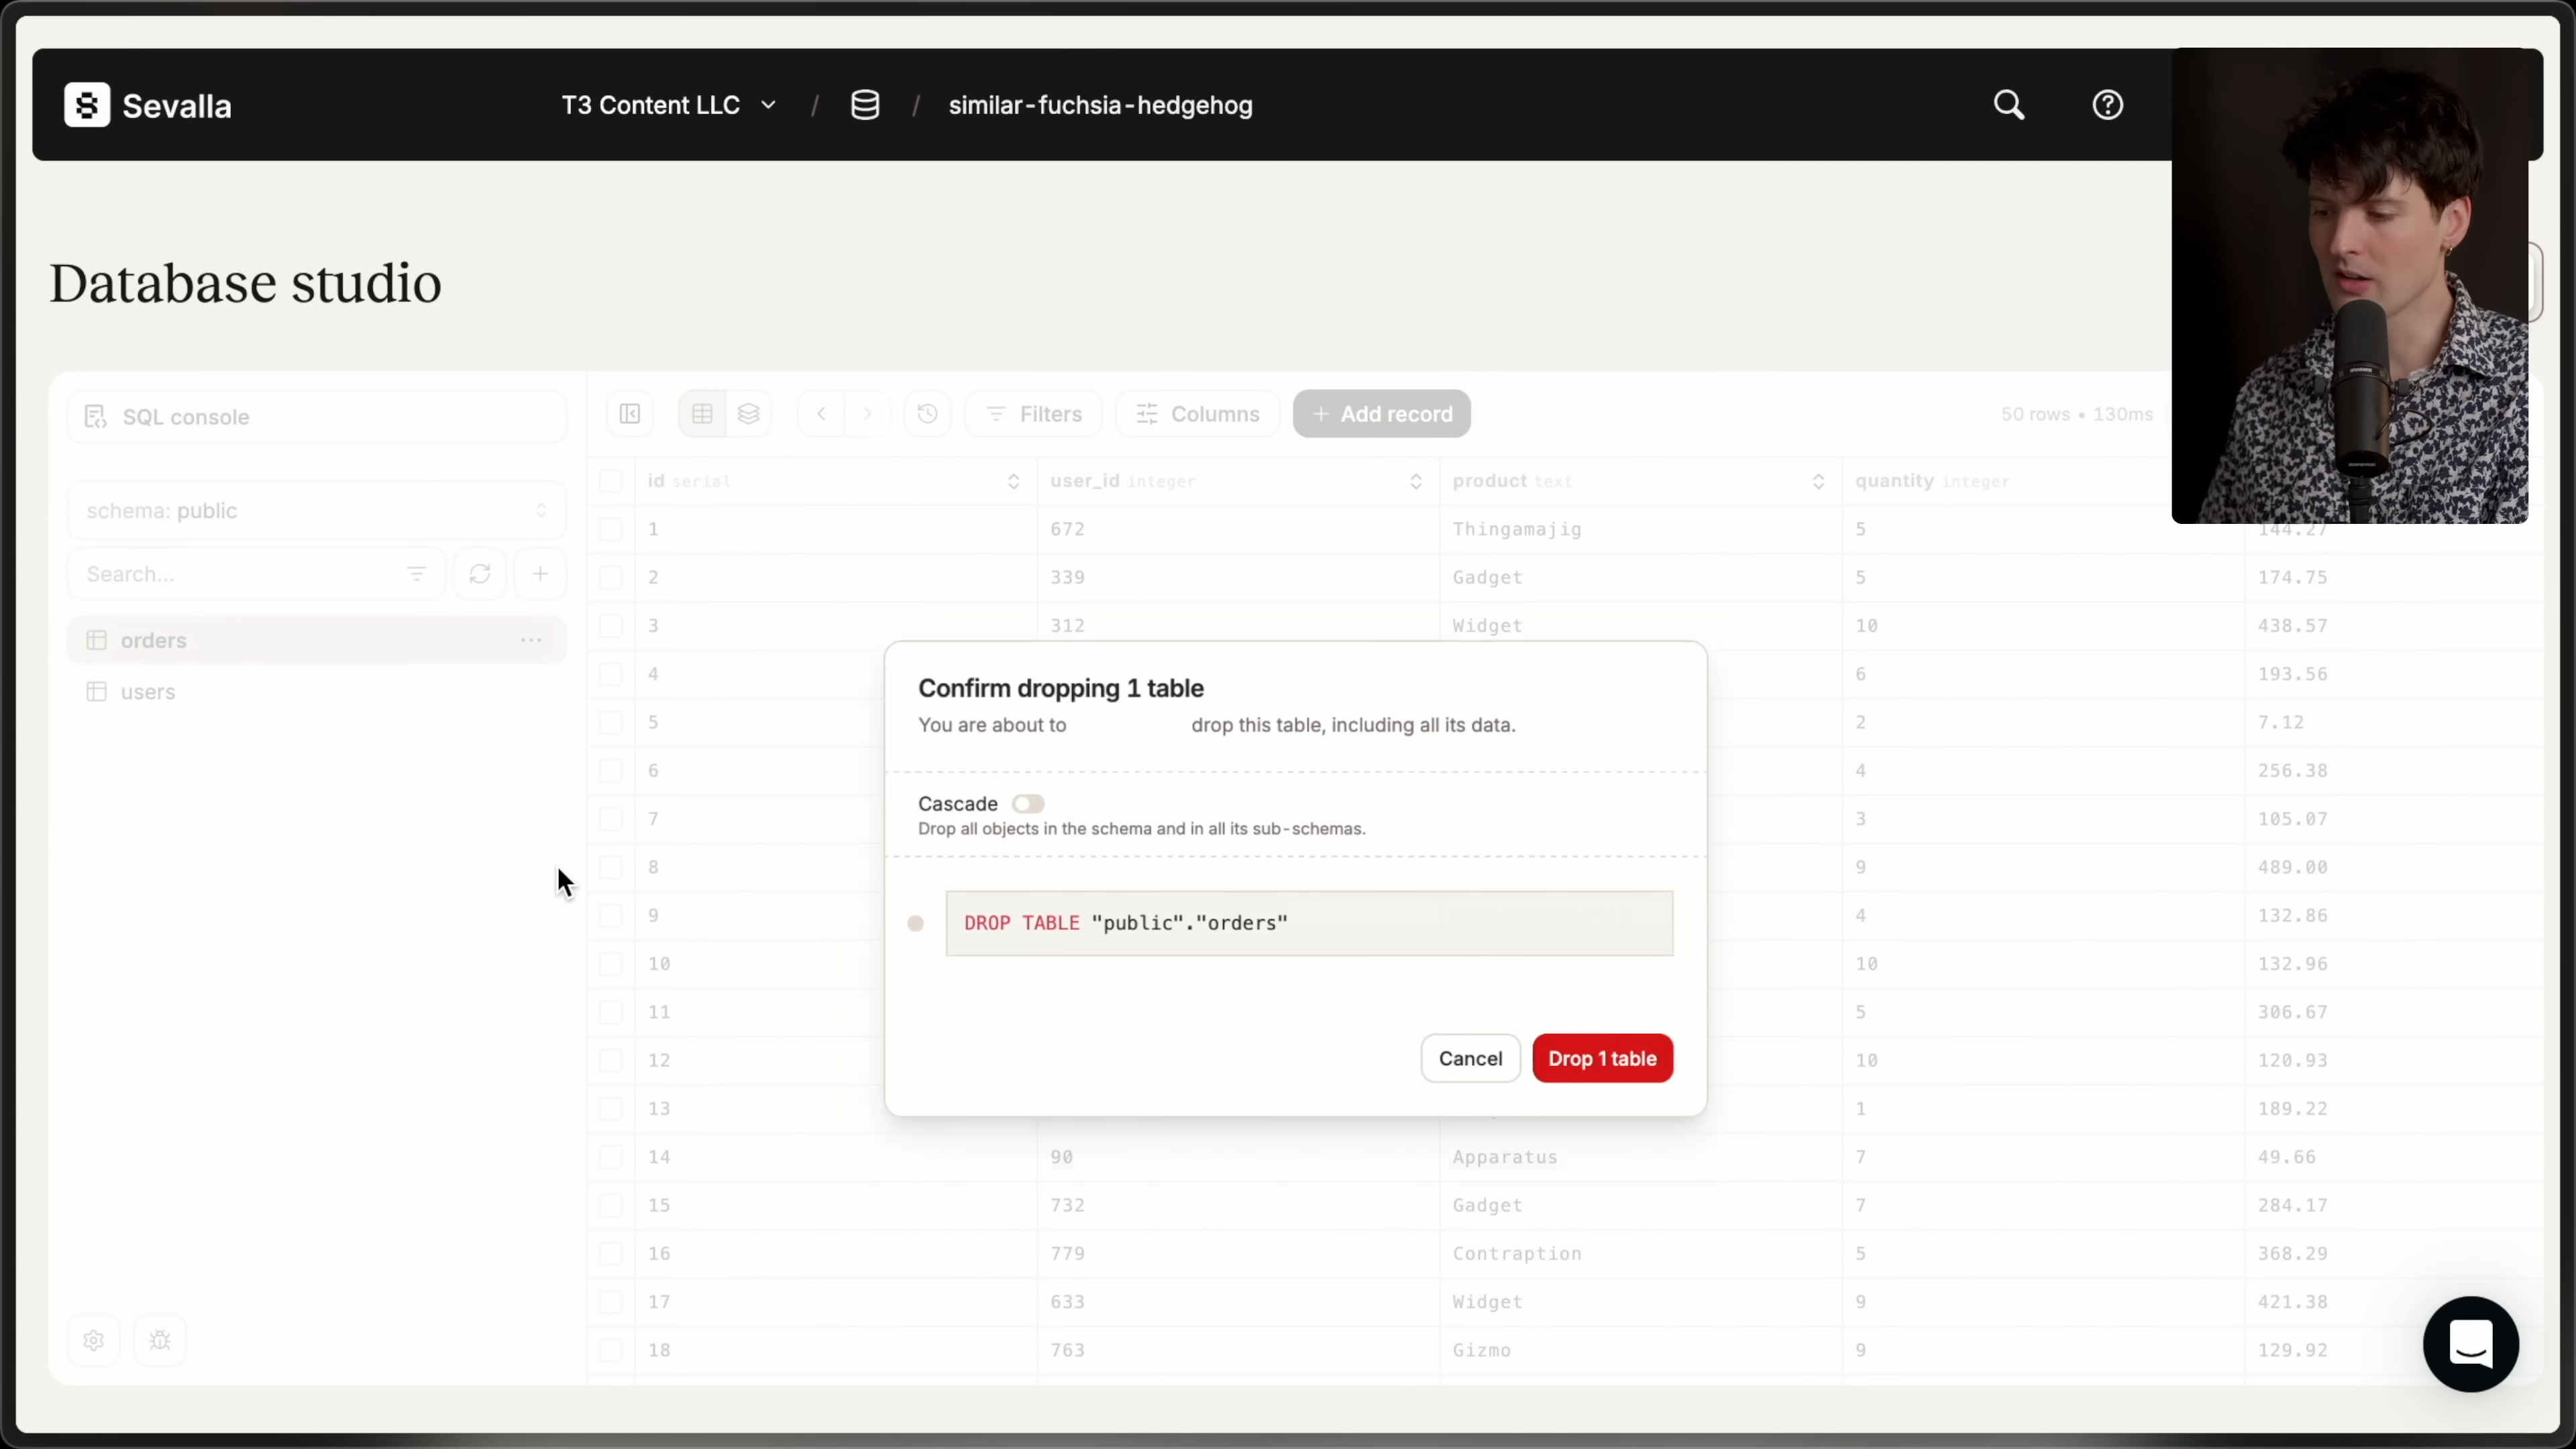 Sevalla
T3 Content LLC / / similar-fuchsia-hedgehog
Database studio
SQL console
Filters
Columns
+ Add record
50 rows • 130ms
schema: public
Search...
orders
users
id serial
user_id integer
product text
quantity integer
1 672 Thingamajig 5 144.27
2 339 Gadget 5 174.75
3 312 Widget 10 438.57
4 6 193.56
5 2 7.12
6 4 256.38
7 3 105.07
8 9 489.00
9 4 132.86
10 10 132.96
11 5 306.67
12 10 120.93
13 1 189.22
14 90 Apparatus 7 49.66
15 732 Gadget 7 284.17
16 779 Contraption 5 368.29
17 633 Widget 9 421.38
18 763 Gizmo 9 129.92
Confirm dropping 1 table
You are about to drop this table, including all its data.
Cascade
Drop all objects in the schema and in all its sub-schemas.
DROP TABLE "public"."orders"
Cancel
Drop 1 table